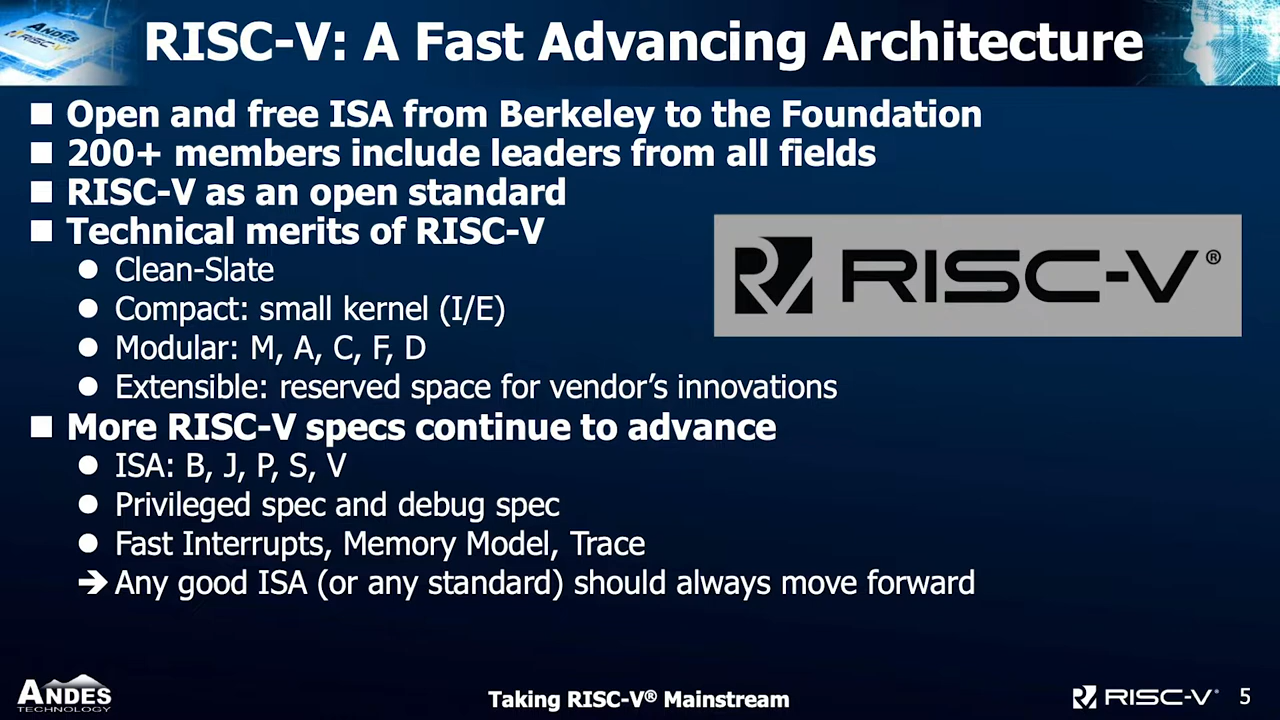 RISC-V: A Fast Advancing Architecture
■ Open and free ISA from Berkeley to the Foundation
■ 200+ members include leaders from all fields
■ RISC-V as an open standard
■ Technical merits of RISC-V
● Clean-Slate
● Compact: small kernel (I/E)
● Modular: M, A, C, F, D
● Extensible: reserved space for vendor’s innovations
RISC-V®
■ More RISC-V specs continue to advance
● ISA: B, J, P, S, V
● Privileged spec and debug spec
● Fast Interrupts, Memory Model, Trace
➔ Any good ISA (or any standard) should always move forward
ANDES
TECHNOLOGY
Taking RISC-V® Mainstream
RISC-V®
5